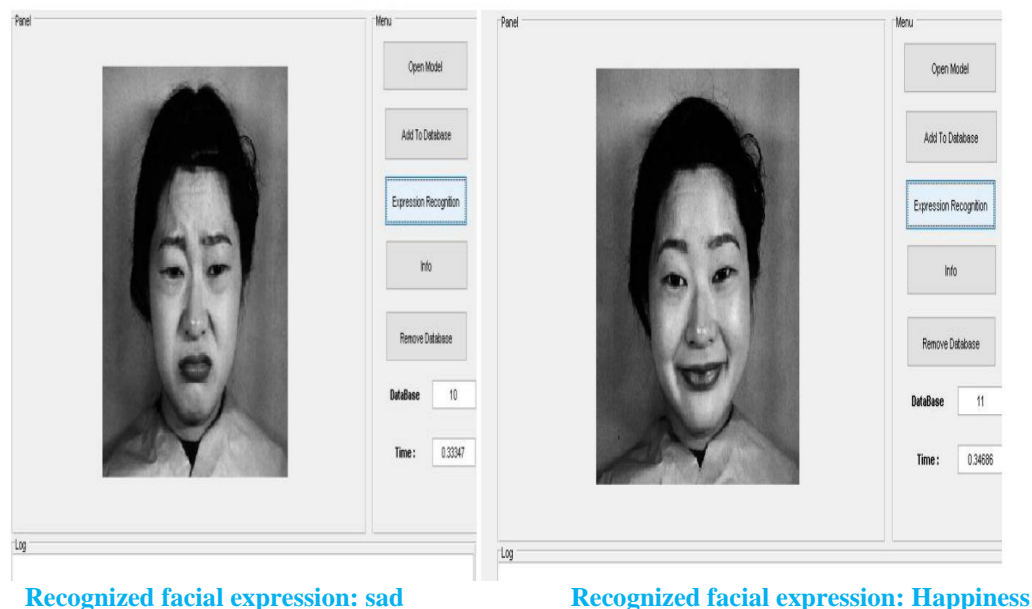 Panel
Menu
Open Model
Add To Database
Expression Recognition
Info
Remove Database
DataBase 10
Time : 0.33347
Log
Panel
Menu
Open Model
Add To Database
Expression Recognition
Info
Remove Database
DataBase 11
Time : 0.34686
Log
Recognized facial expression: sad
Recognized facial expression: Happiness